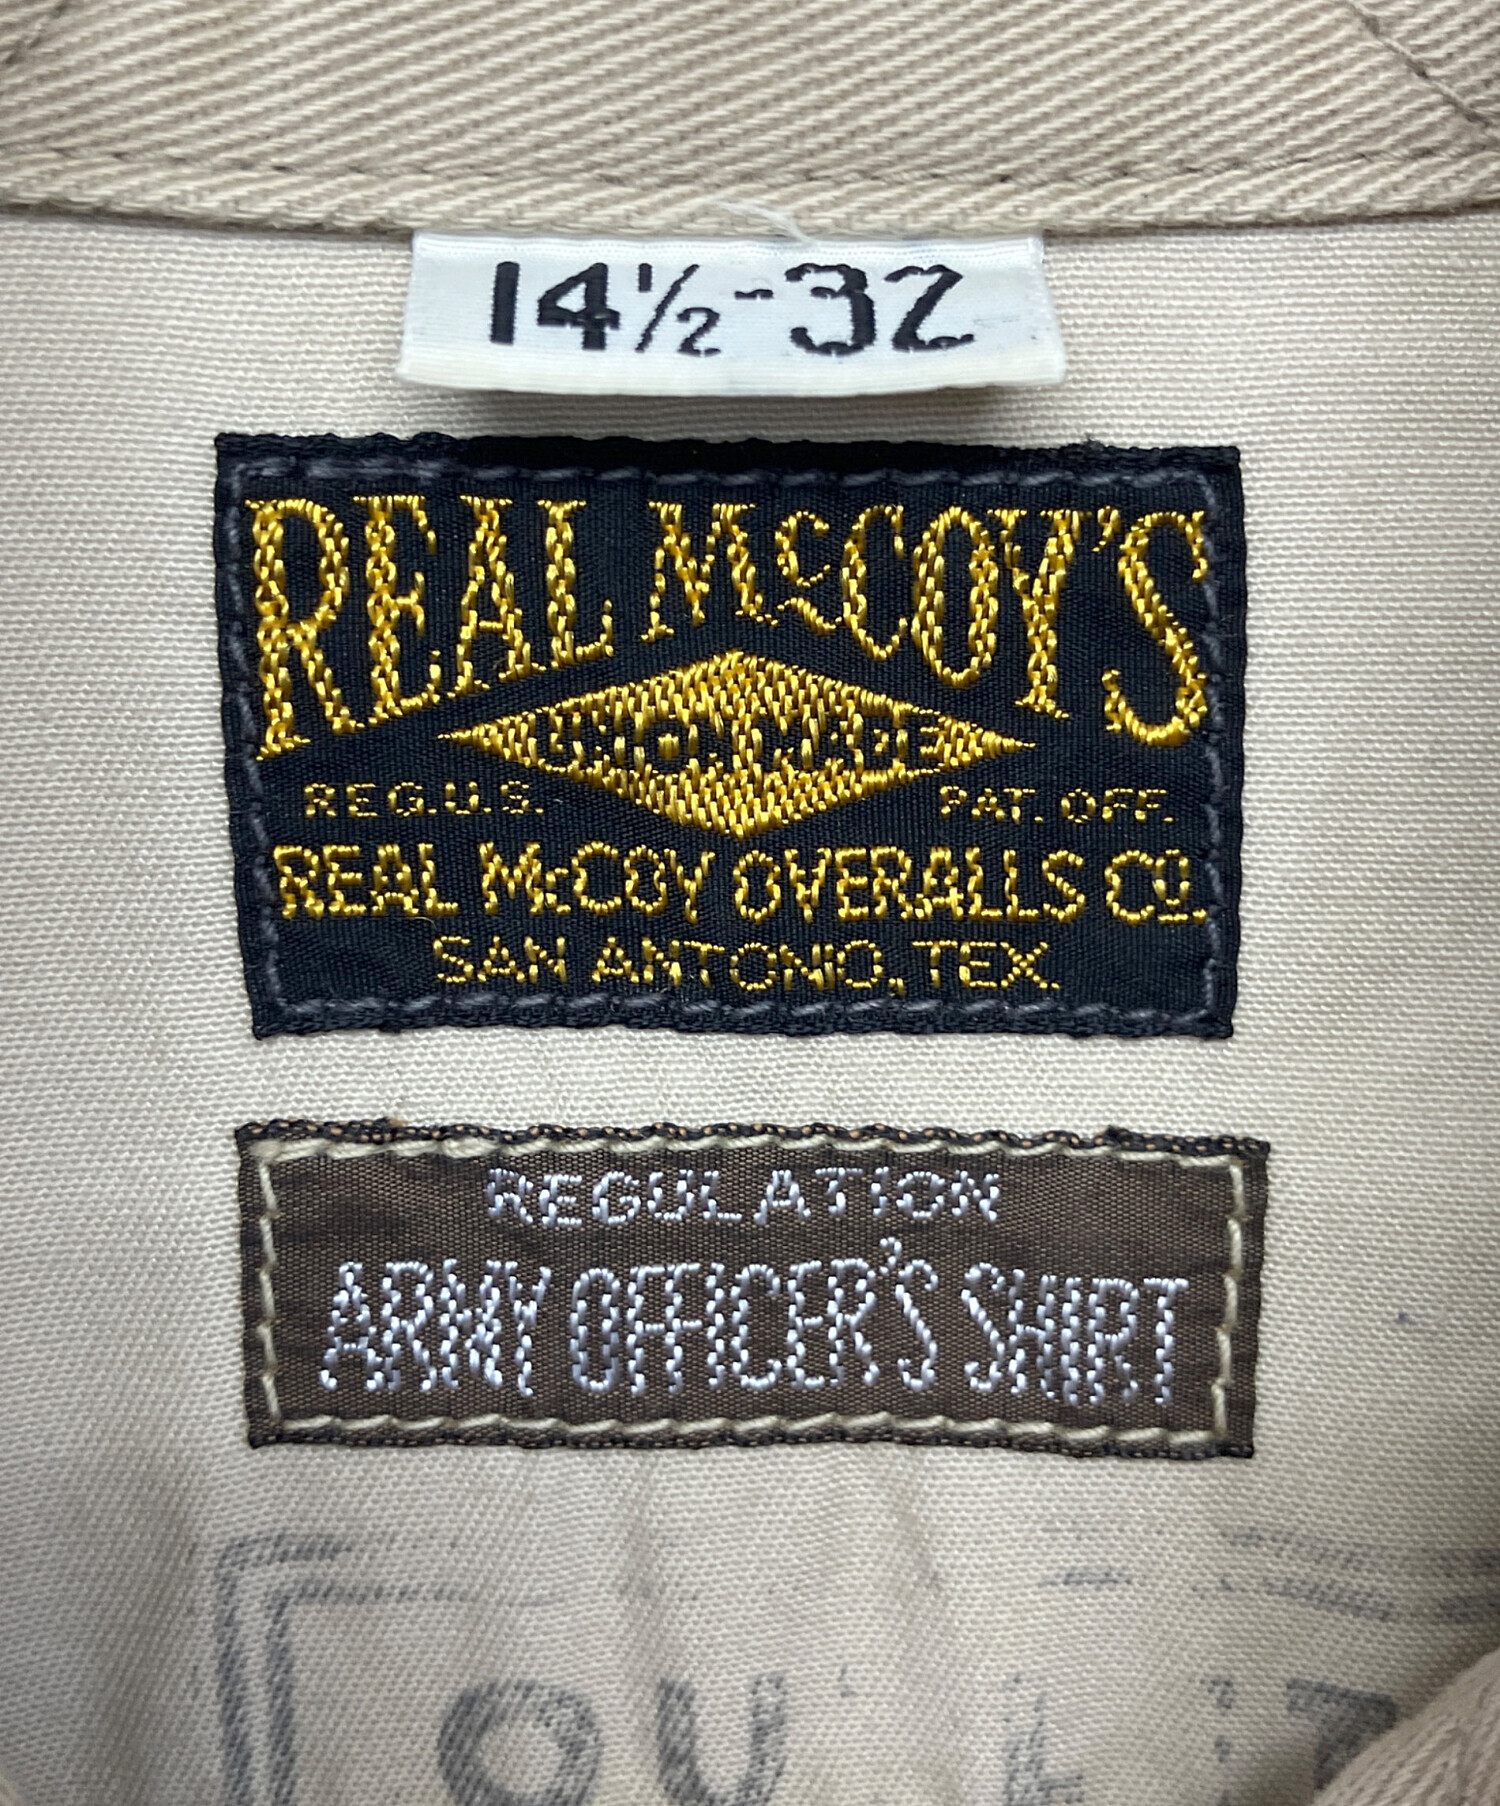 14½-32
REAL McCOY'S
UNION MADE
REG.U.S. PAT. OFF.
REAL McCOY OVERALLS CO.
SAN ANTONIO, TEX.
REGULATION
ARMY OFFICER'S SHIRT